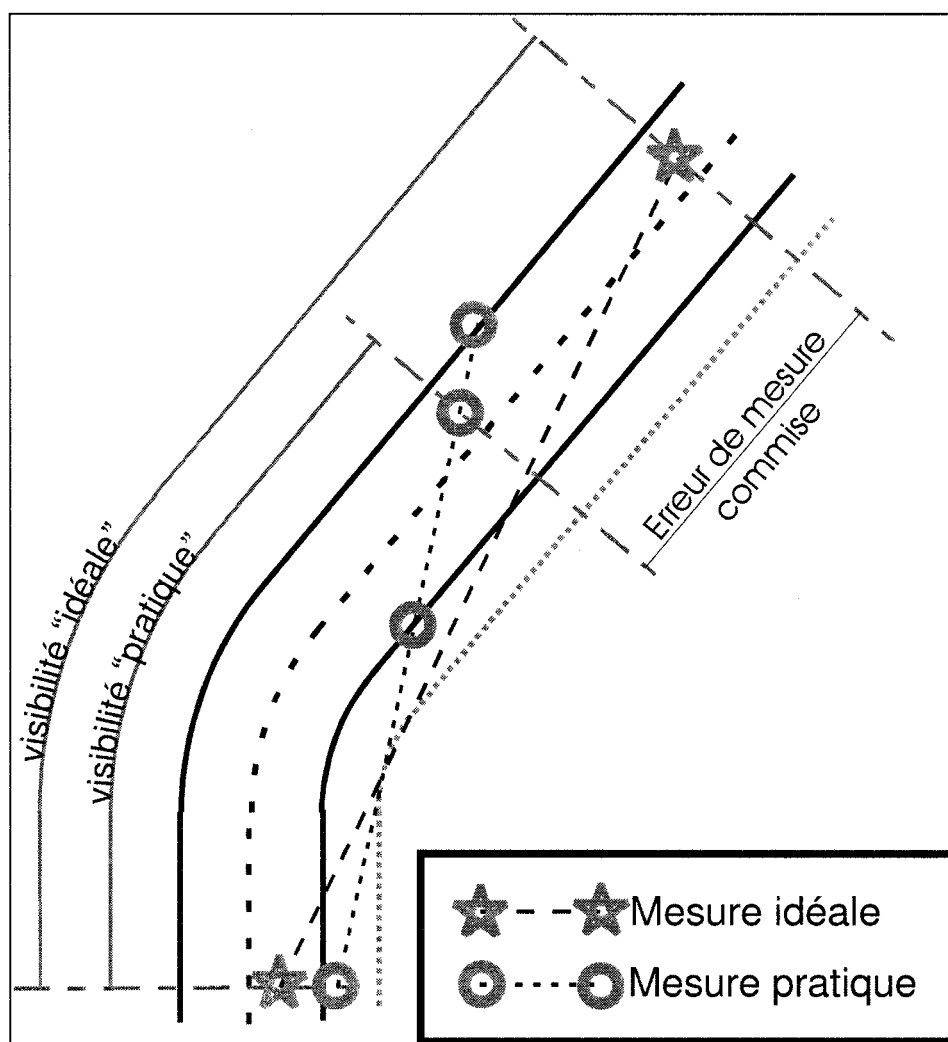 visibilité “idéale”
visibilité “pratique”
Erreur de mesure
commise
Mesure idéale
Mesure pratique